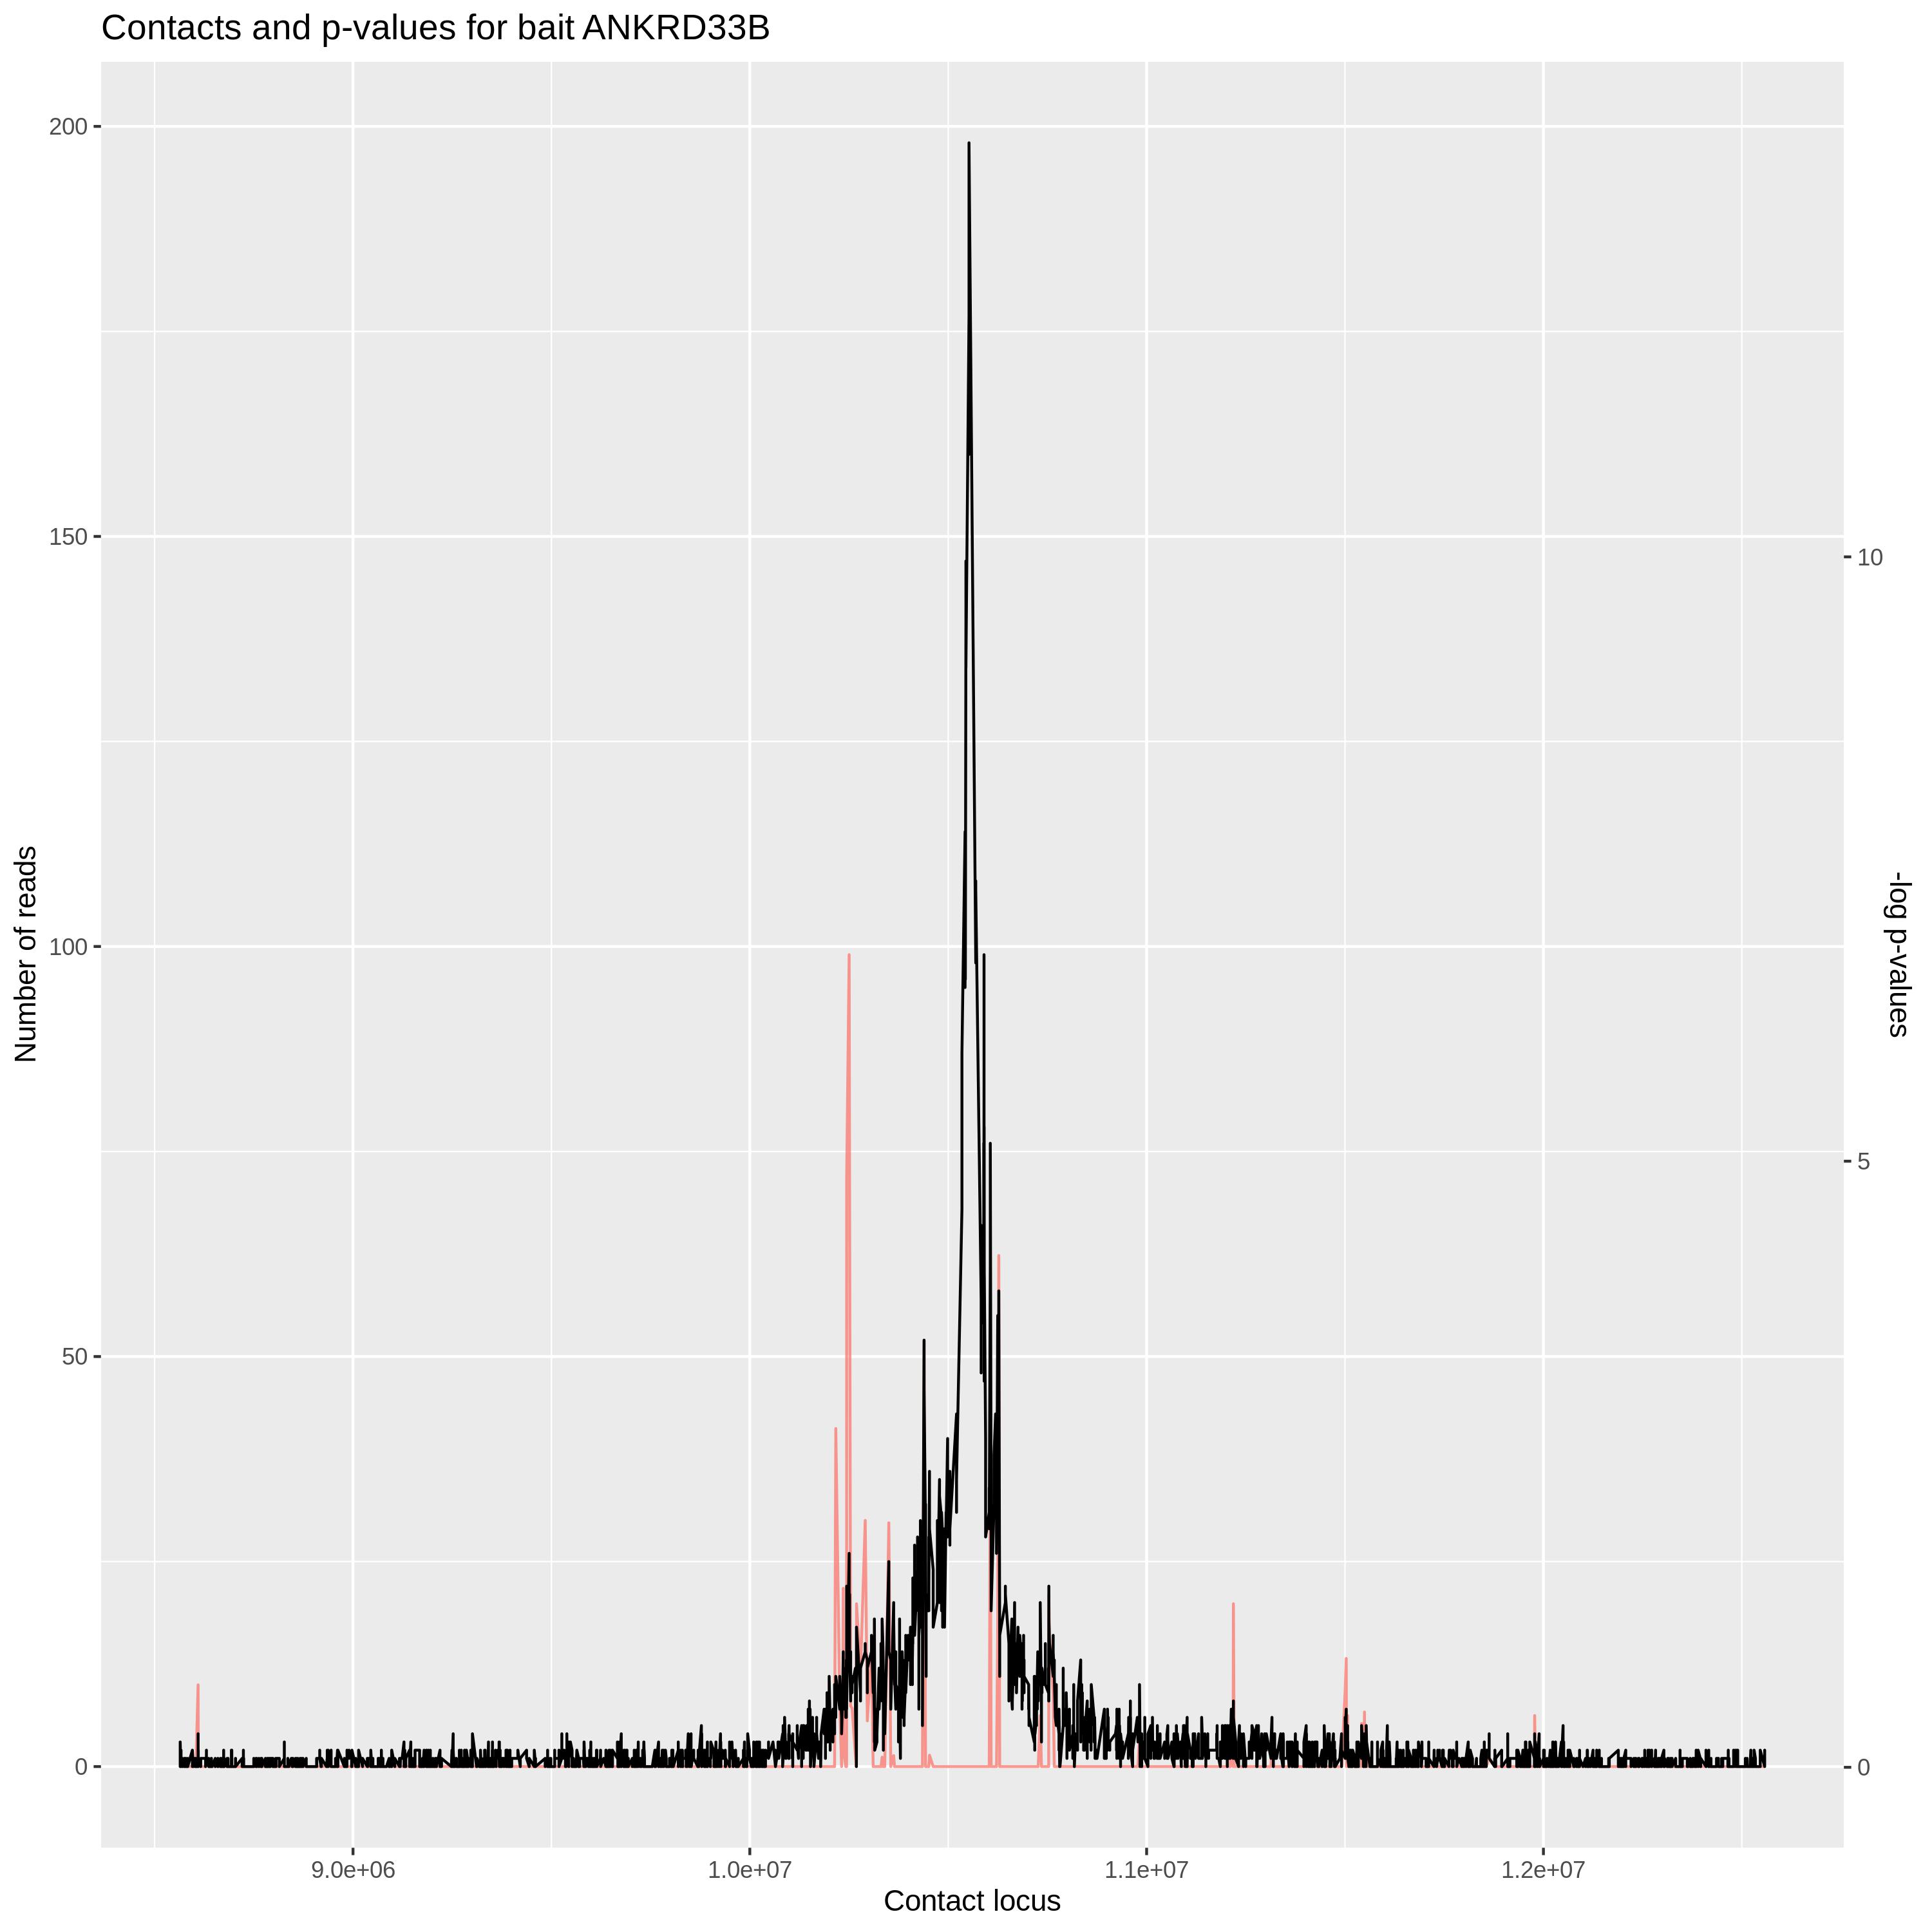 Contacts and p-values for bait ANKRD33B
200
150
100
50
0
Number of reads
10
5
0
-log p-values
9.0e+06
1.0e+07
1.1e+07
1.2e+07
Contact locus